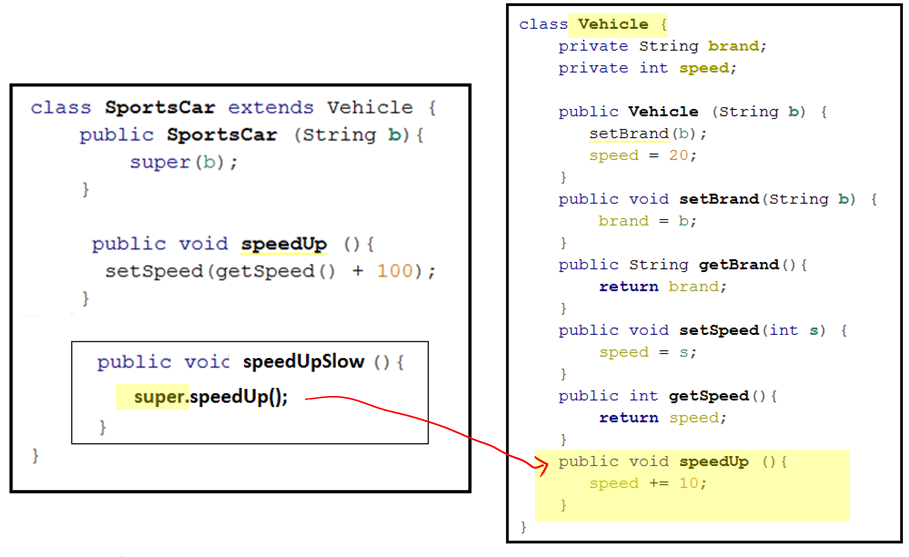 class SportsCar extends Vehicle {
public SportsCar (String b){
super(b);
}
public void speedUp (){
setSpeed(getSpeed() + 100);
}
public voic speedUpSlow (){
super.speedUp();
}
}
class Vehicle {
private String brand;
private int speed;
public Vehicle (String b) {
setBrand(b);
speed = 20;
}
public void setBrand(String b) {
brand = b;
}
public String getBrand(){
return brand;
}
public void setSpeed(int s) {
speed = s;
}
public int getSpeed(){
return speed;
}
public void speedUp (){
speed += 10;
}
}